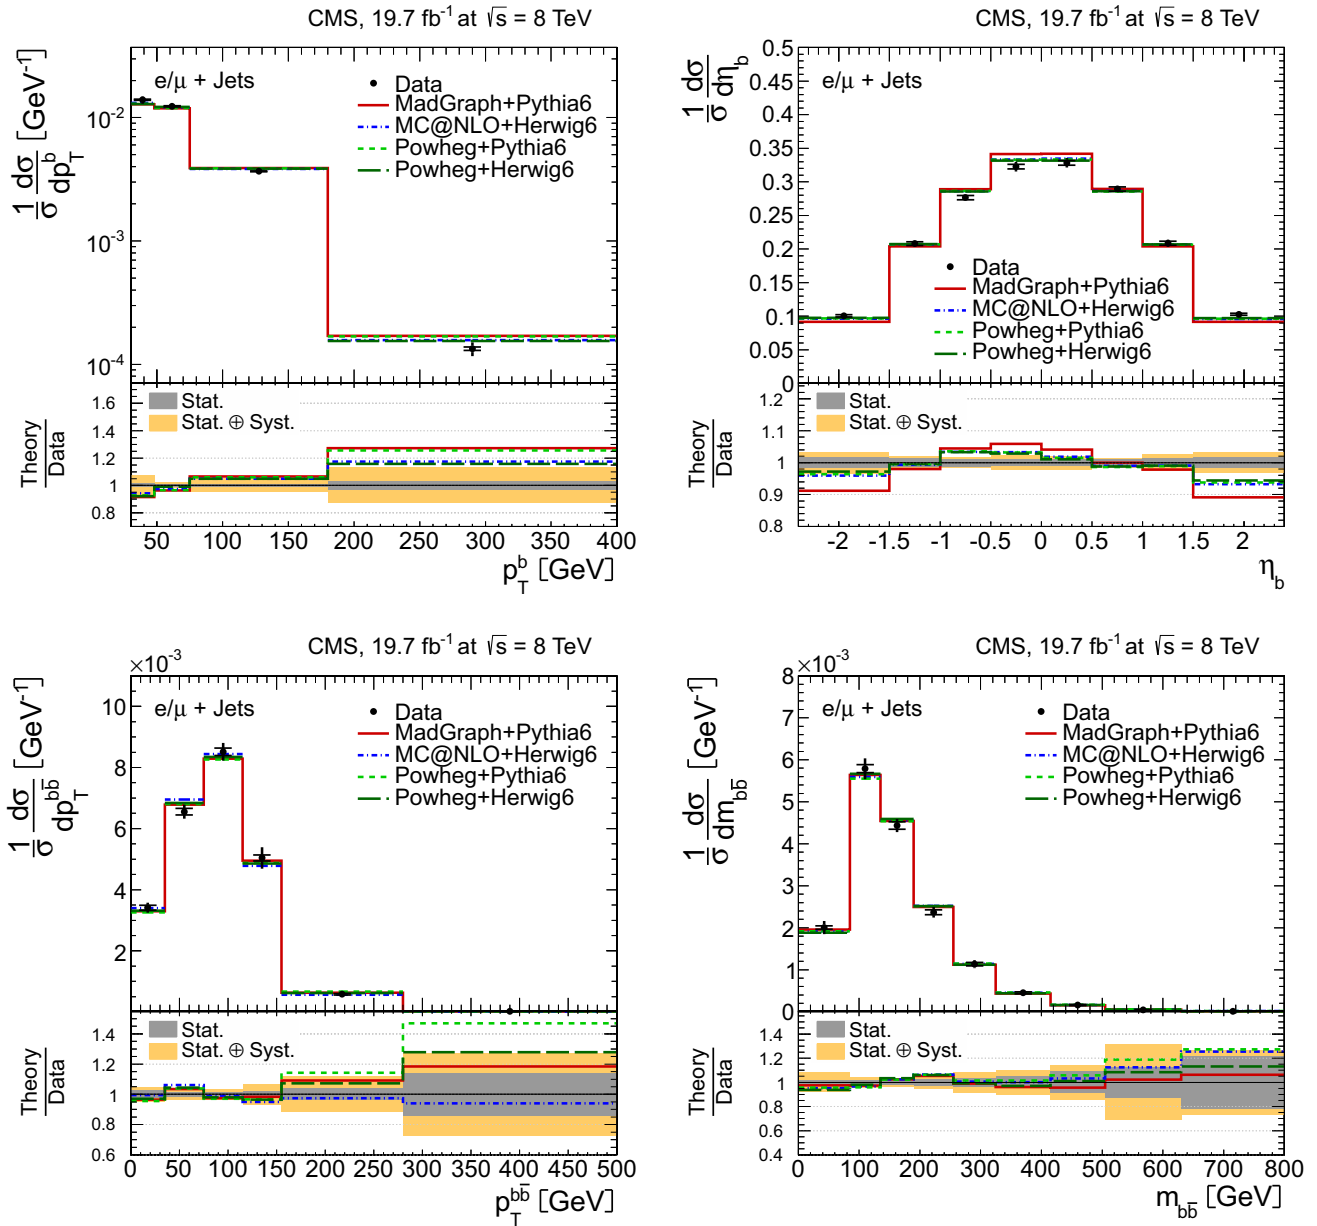 CMS, 19.7 fb⁻¹ at √s = 8 TeV
1/σ dσ/dp_T^b [GeV⁻¹]
e/μ + Jets
Data
MadGraph+Pythia6
MC@NLO+Herwig6
Powheg+Pythia6
Powheg+Herwig6
10⁻²
10⁻³
10⁻⁴
Theory/Data
Stat.
Stat. ⊕ Syst.
1.6
1.4
1.2
1
0.8
50 100 150 200 250 300 350 400
p_T^b [GeV]
CMS, 19.7 fb⁻¹ at √s = 8 TeV
1/σ dσ/dη_b
e/μ + Jets
0.5
0.45
0.4
0.35
0.3
0.25
0.2
0.15
0.1
0.05
0
Data
MadGraph+Pythia6
MC@NLO+Herwig6
Powheg+Pythia6
Powheg+Herwig6
Theory/Data
Stat.
Stat. ⊕ Syst.
1.2
1.1
1
0.9
0.8
-2 -1.5 -1 -0.5 0 0.5 1 1.5 2
η_b
CMS, 19.7 fb⁻¹ at √s = 8 TeV
×10⁻³
1/σ dσ/dp_T^bb̄ [GeV⁻¹]
e/μ + Jets
Data
MadGraph+Pythia6
MC@NLO+Herwig6
Powheg+Pythia6
Powheg+Herwig6
10
8
6
4
2
Theory/Data
Stat.
Stat. ⊕ Syst.
1.6
1.4
1.2
1
0.8
0.6
0 50 100 150 200 250 300 350 400 450 500
p_T^bb̄ [GeV]
CMS, 19.7 fb⁻¹ at √s = 8 TeV
×10⁻³
1/σ dσ/dm_bb̄ [GeV⁻¹]
e/μ + Jets
Data
MadGraph+Pythia6
MC@NLO+Herwig6
Powheg+Pythia6
Powheg+Herwig6
8
7
6
5
4
3
2
1
0
Theory/Data
Stat.
Stat. ⊕ Syst.
1.4
1.2
1
0.8
0.6
0.4
0 100 200 300 400 500 600 700 800
m_bb̄ [GeV]